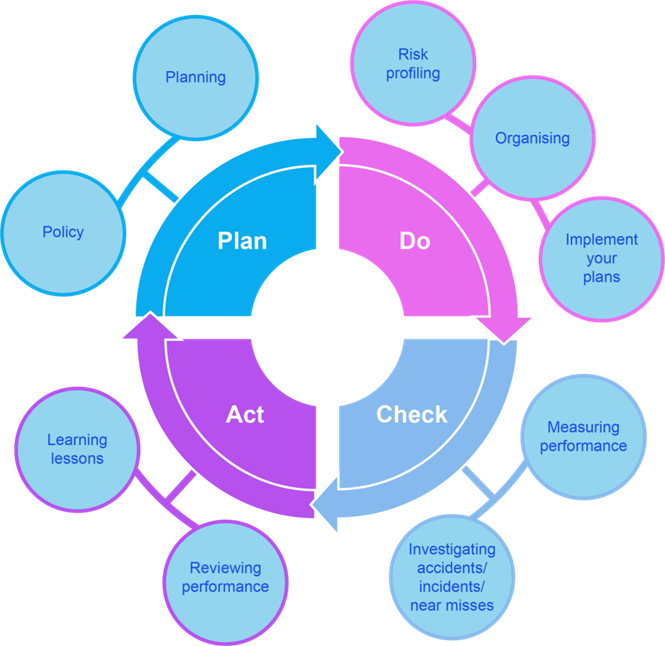 Planning
Policy
Plan
Risk
profiling
Organising
Implement
your
plans
Do
Measuring
performance
Investigating
accidents/
incidents/
near misses
Check
Reviewing
performance
Learning
lessons
Act